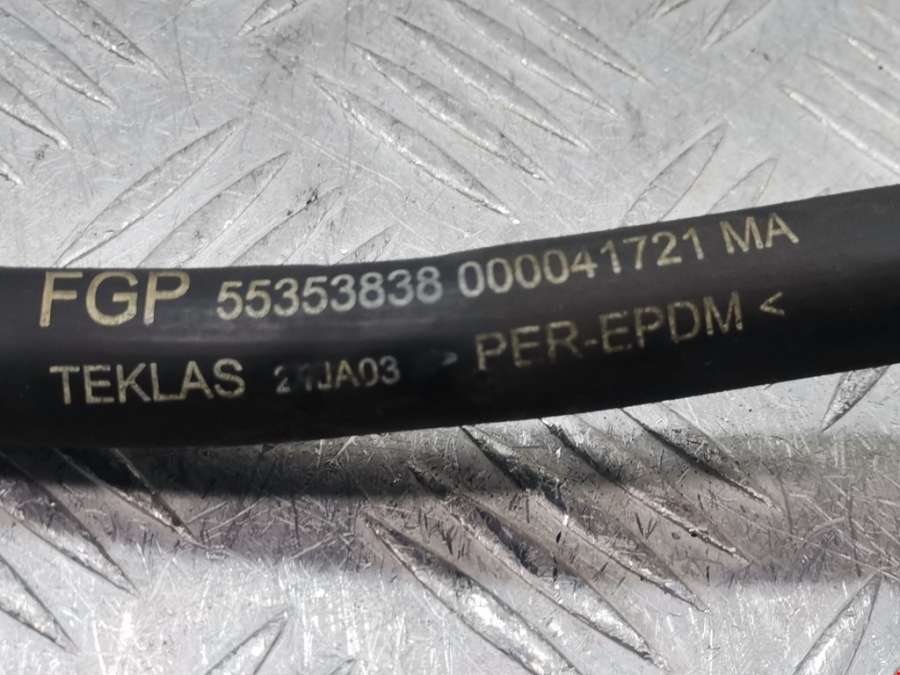 FGP 55353838 000041721 MA
TEKLAS > PER-EPDM <